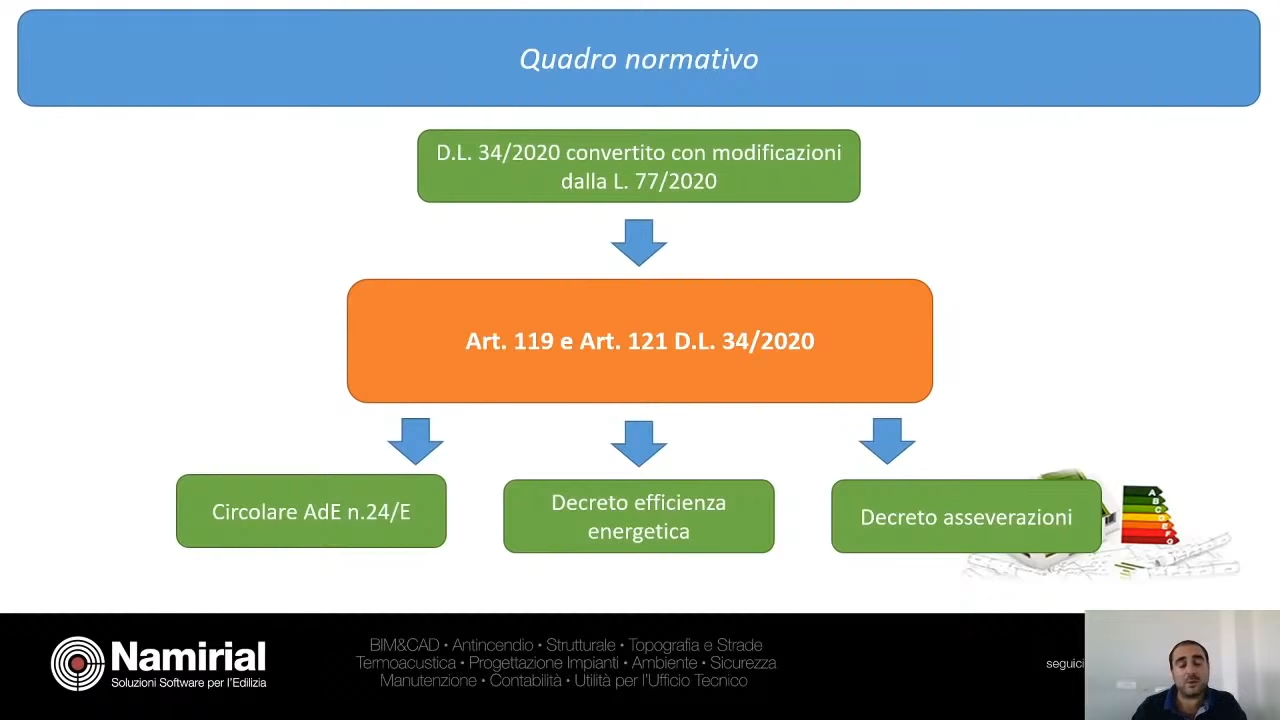 Quadro normativo
D.L. 34/2020 convertito con modificazioni
dalla L. 77/2020
Art. 119 e Art. 121 D.L. 34/2020
Circolare AdE n.24/E
Decreto efficienza
energetica
Decreto asseverazioni
A
B
C
D
E
F
G
Namirial
Soluzioni Software per l'Edilizia
BIM&CAD • Antincendio • Strutturale • Topografia e Strade
Termoacustica • Progettazione Impianti • Ambiente • Sicurezza
Manutenzione • Contabilità • Utilità per l'Ufficio Tecnico
seguici